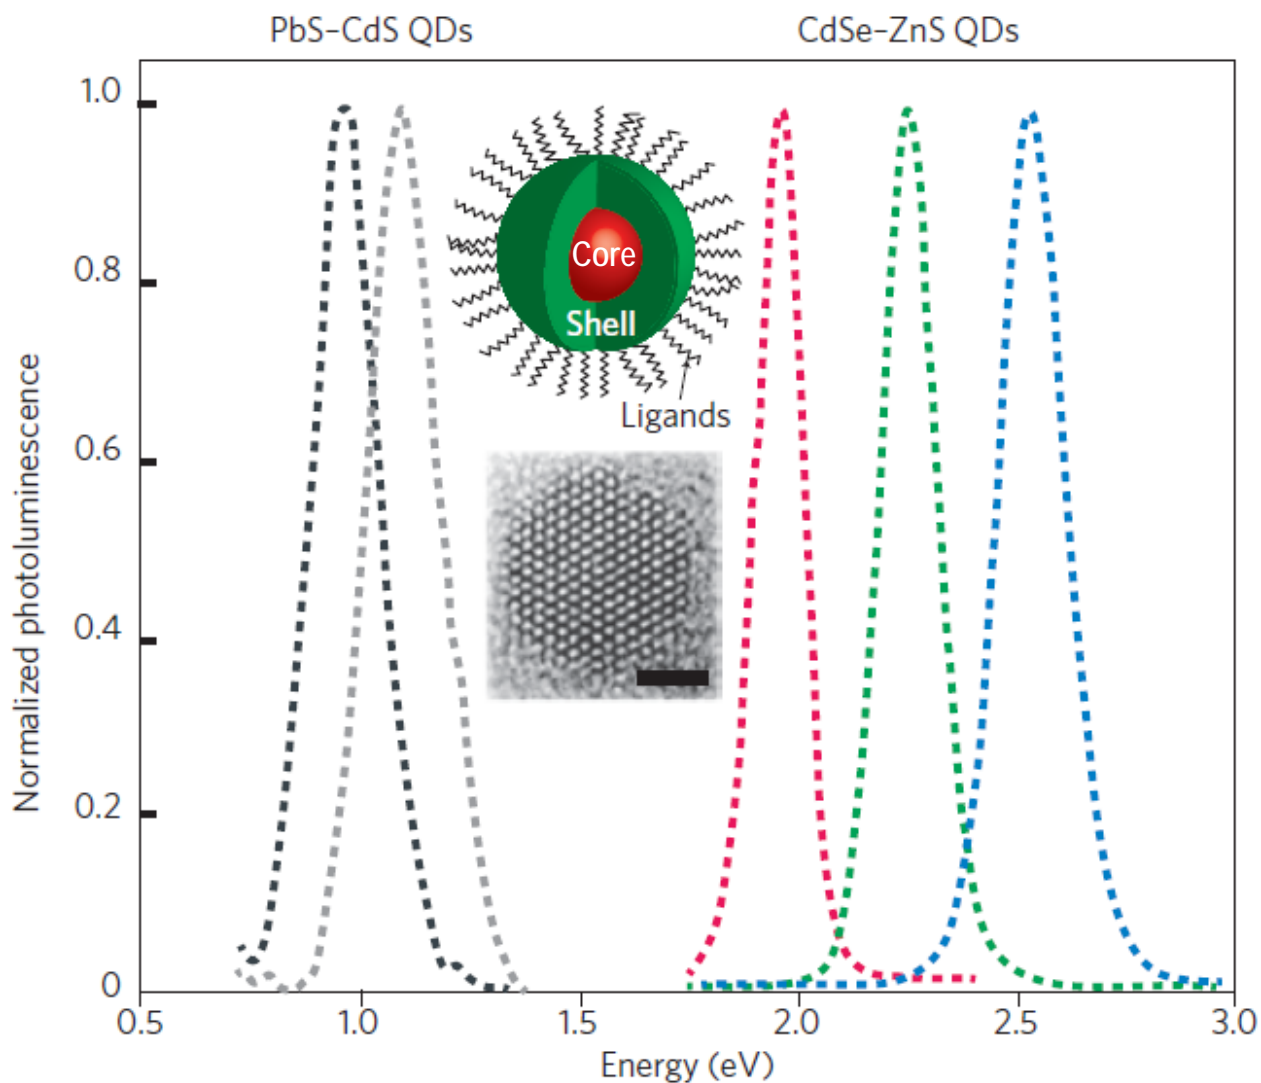 PbS–CdS QDs
CdSe–ZnS QDs
1.0
0.8
0.6
0.4
0.2
0
Normalized photoluminescence
Core
Shell
Ligands
0.5
1.0
1.5
2.0
2.5
3.0
Energy (eV)